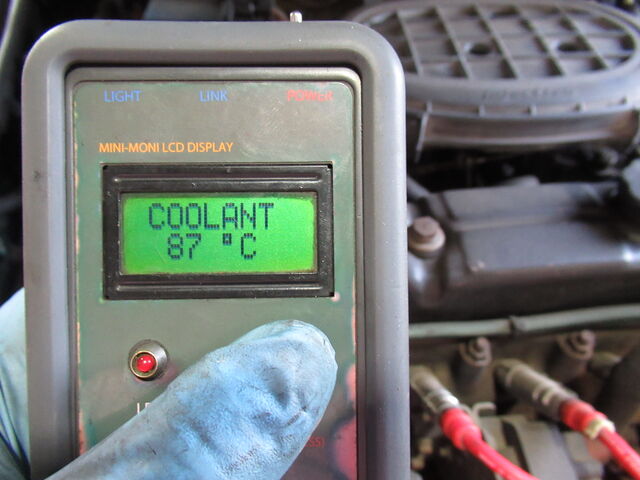 LIGHT LINK POWER
MINI-MONI LCD DISPLAY
COOLANT
87 °C